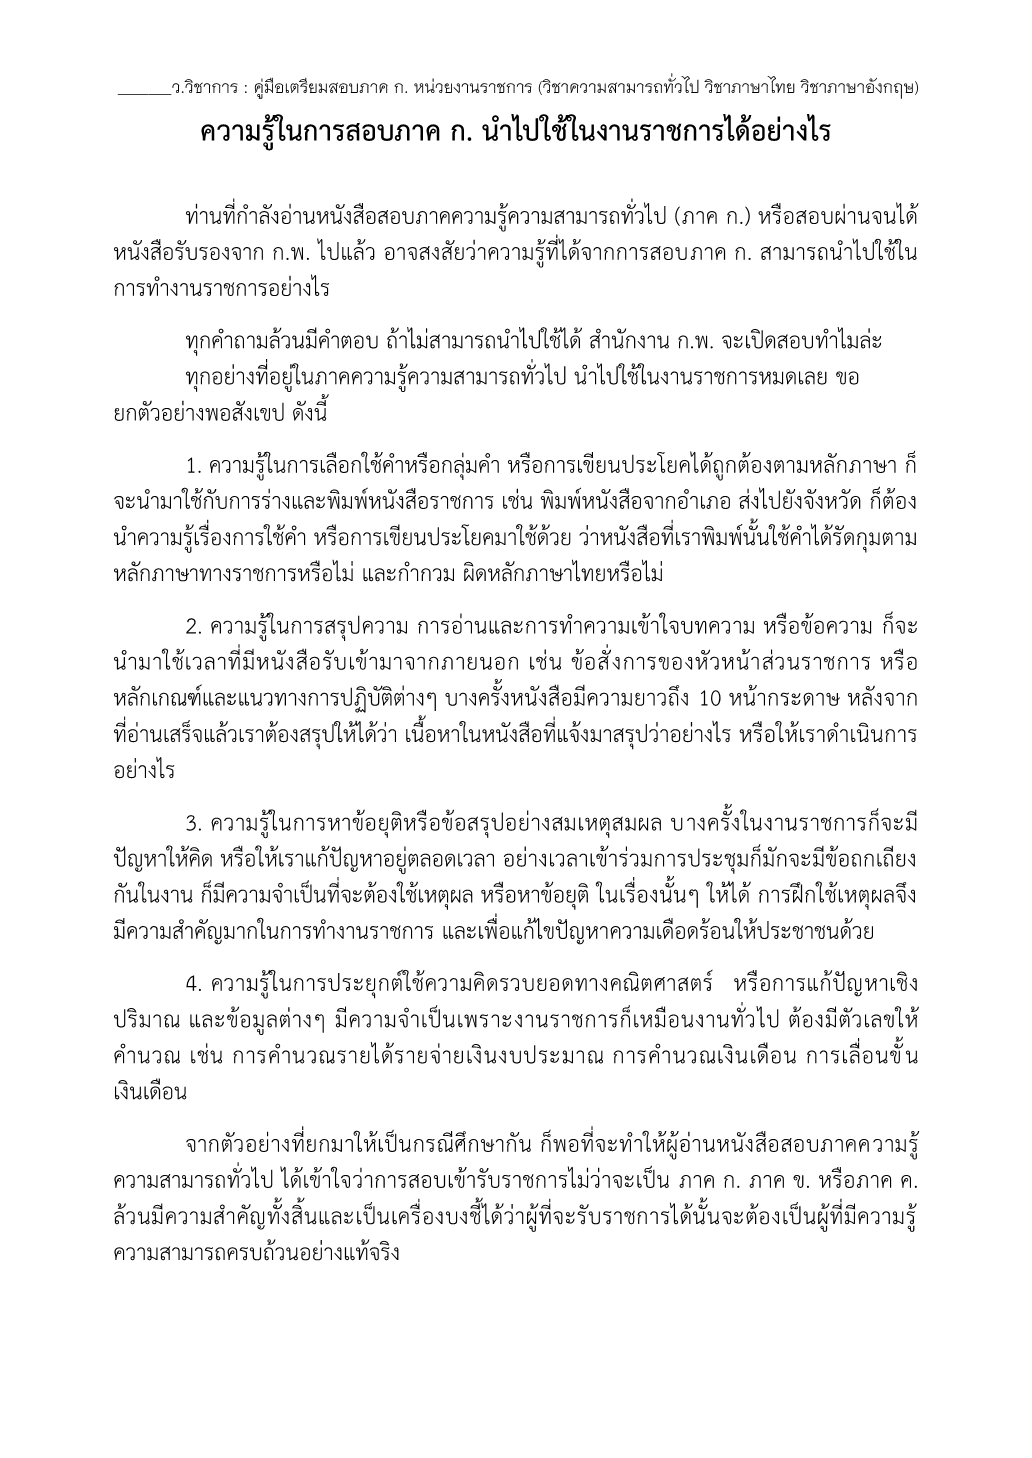 ______ว.วิชาการ : คู่มือเตรียมสอบภาค ก. หน่วยงานราชการ (วิชาความสามารถทั่วไป วิชาภาษาไทย วิชาภาษาอังกฤษ)
ความรู้ในการสอบภาค ก. นำไปใช้ในงานราชการได้อย่างไร
ท่านที่กำลังอ่านหนังสือสอบภาคความรู้ความสามารถทั่วไป (ภาค ก.) หรือสอบผ่านจนได้
หนังสือรับรองจาก ก.พ. ไปแล้ว อาจสงสัยว่าความรู้ที่ได้จากการสอบภาค ก. สามารถนำไปใช้ใน
การทำงานราชการอย่างไร
ทุกคำถามล้วนมีคำตอบ ถ้าไม่สามารถนำไปใช้ได้ สำนักงาน ก.พ. จะเปิดสอบทำไมล่ะ
ทุกอย่างที่อยู่ในภาคความรู้ความสามารถทั่วไป นำไปใช้ในงานราชการหมดเลย ขอ
ยกตัวอย่างพอสังเขป ดังนี้
1. ความรู้ในการเลือกใช้คำหรือกลุ่มคำ หรือการเขียนประโยคได้ถูกต้องตามหลักภาษา ก็
จะนำมาใช้กับการร่างและพิมพ์หนังสือราชการ เช่น พิมพ์หนังสือจากอำเภอ ส่งไปยังจังหวัด ก็ต้อง
นำความรู้เรื่องการใช้คำ หรือการเขียนประโยคมาใช้ด้วย ว่าหนังสือที่เราพิมพ์นั้นใช้คำได้รัดกุมตาม
หลักภาษาทางราชการหรือไม่ และกำกวม ผิดหลักภาษาไทยหรือไม่
2. ความรู้ในการสรุปความ การอ่านและการทำความเข้าใจบทความ หรือข้อความ ก็จะ
นำมาใช้เวลาที่มีหนังสือรับเข้ามาจากภายนอก เช่น ข้อสั่งการของหัวหน้าส่วนราชการ หรือ
หลักเกณฑ์และแนวทางการปฏิบัติต่างๆ บางครั้งหนังสือมีความยาวถึง 10 หน้ากระดาษ หลังจาก
ที่อ่านเสร็จแล้วเราต้องสรุปให้ได้ว่า เนื้อหาในหนังสือที่แจ้งมาสรุปว่าอย่างไร หรือให้เราดำเนินการ
อย่างไร
3. ความรู้ในการหาข้อยุติหรือข้อสรุปอย่างสมเหตุสมผล บางครั้งในงานราชการก็จะมี
ปัญหาให้คิด หรือให้เราแก้ปัญหาอยู่ตลอดเวลา อย่างเวลาเข้าร่วมการประชุมก็มักจะมีข้อถกเถียง
กันในงาน ก็มีความจำเป็นที่จะต้องใช้เหตุผล หรือหาข้อยุติ ในเรื่องนั้นๆ ให้ได้ การฝึกใช้เหตุผลจึง
มีความสำคัญมากในการทำงานราชการ และเพื่อแก้ไขปัญหาความเดือดร้อนให้ประชาชนด้วย
4. ความรู้ในการประยุกต์ใช้ความคิดรวบยอดทางคณิตศาสตร์ หรือการแก้ปัญหาเชิง
ปริมาณ และข้อมูลต่างๆ มีความจำเป็นเพราะงานราชการก็เหมือนงานทั่วไป ต้องมีตัวเลขให้
คำนวณ เช่น การคำนวณรายได้รายจ่ายเงินงบประมาณ การคำนวณเงินเดือน การเลื่อนขั้น
เงินเดือน
จากตัวอย่างที่ยกมาให้เป็นกรณีศึกษากัน ก็พอที่จะทำให้ผู้อ่านหนังสือสอบภาคความรู้
ความสามารถทั่วไป ได้เข้าใจว่าการสอบเข้ารับราชการไม่ว่าจะเป็น ภาค ก. ภาค ข. หรือภาค ค.
ล้วนมีความสำคัญทั้งสิ้นและเป็นเครื่องบงชี้ได้ว่าผู้ที่จะรับราชการได้นั้นจะต้องเป็นผู้ที่มีความรู้
ความสามารถครบถ้วนอย่างแท้จริง